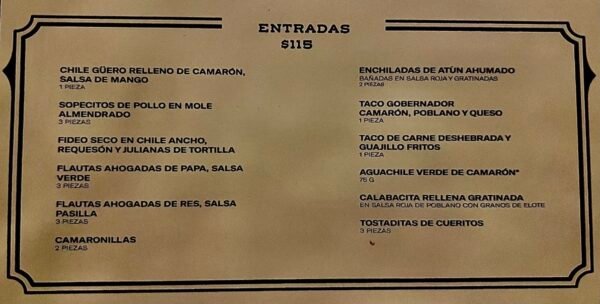 ENTRADAS
$115
CHILE GÜERO RELLENO DE CAMARÓN,
SALSA DE MANGO
1 PIEZA
SOPECITOS DE POLLO EN MOLE
ALMENDRADO
3 PIEZAS
FIDEO SECO EN CHILE ANCHO,
REQUESÓN Y JULIANAS DE TORTILLA
FLAUTAS AHOGADAS DE PAPA, SALSA
VERDE
3 PIEZAS
FLAUTAS AHOGADAS DE RES, SALSA
PASILLA
3 PIEZAS
CAMARONILLAS
2 PIEZAS
ENCHILADAS DE ATÚN AHUMADO
BAÑADAS EN SALSA ROJA Y GRATINADAS
2 PIEZAS
TACO GOBERNADOR
CAMARÓN, POBLANO Y QUESO
1 PIEZA
TACO DE CARNE DESHEBRADA Y
GUAJILLO FRITOS
1 PIEZA
AGUACHILE VERDE DE CAMARÓN*
75 G
CALABACITA RELLENA GRATINADA
EN SALSA ROJA DE POBLANO CON GRANOS DE ELOTE
TOSTADITAS DE CUERITOS
3 PIEZAS